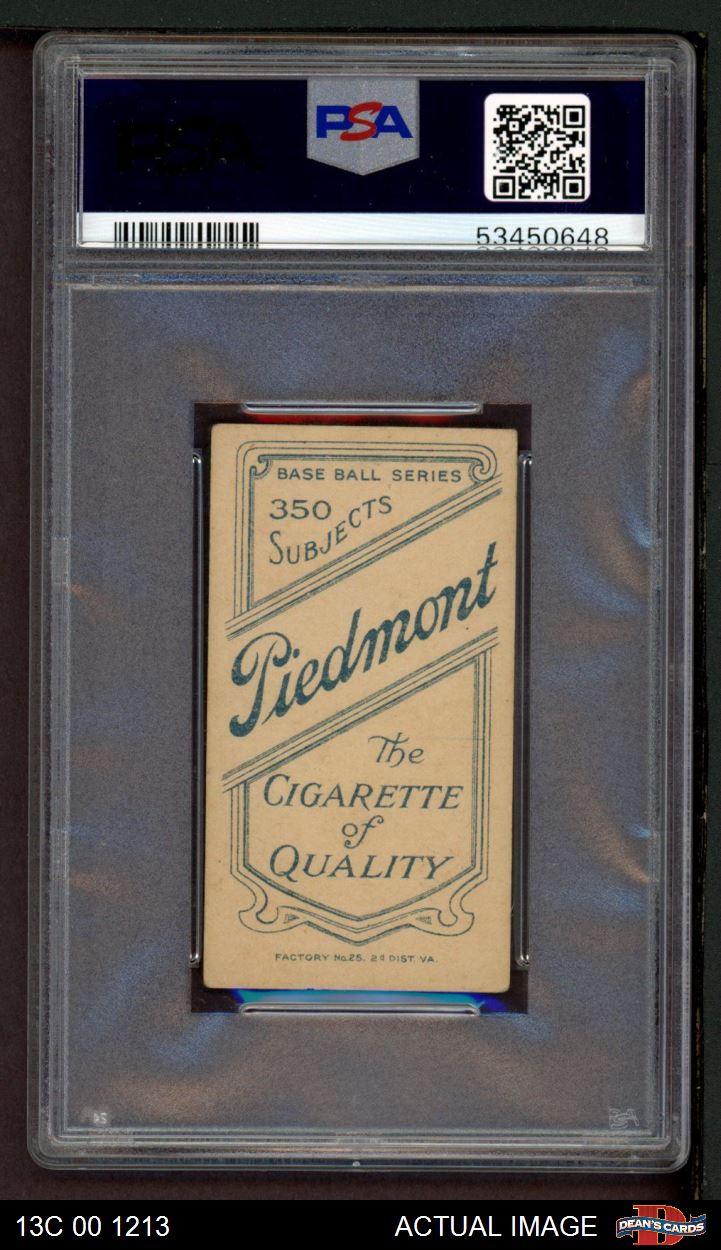 PSA
53450648
BASE BALL SERIES
350
SUBJECTS
Piedmont
The
CIGARETTE
of
QUALITY
FACTORY No.25. 2d DIST. VA.
13C 00 1213
ACTUAL IMAGE
DEAN'S CARDS